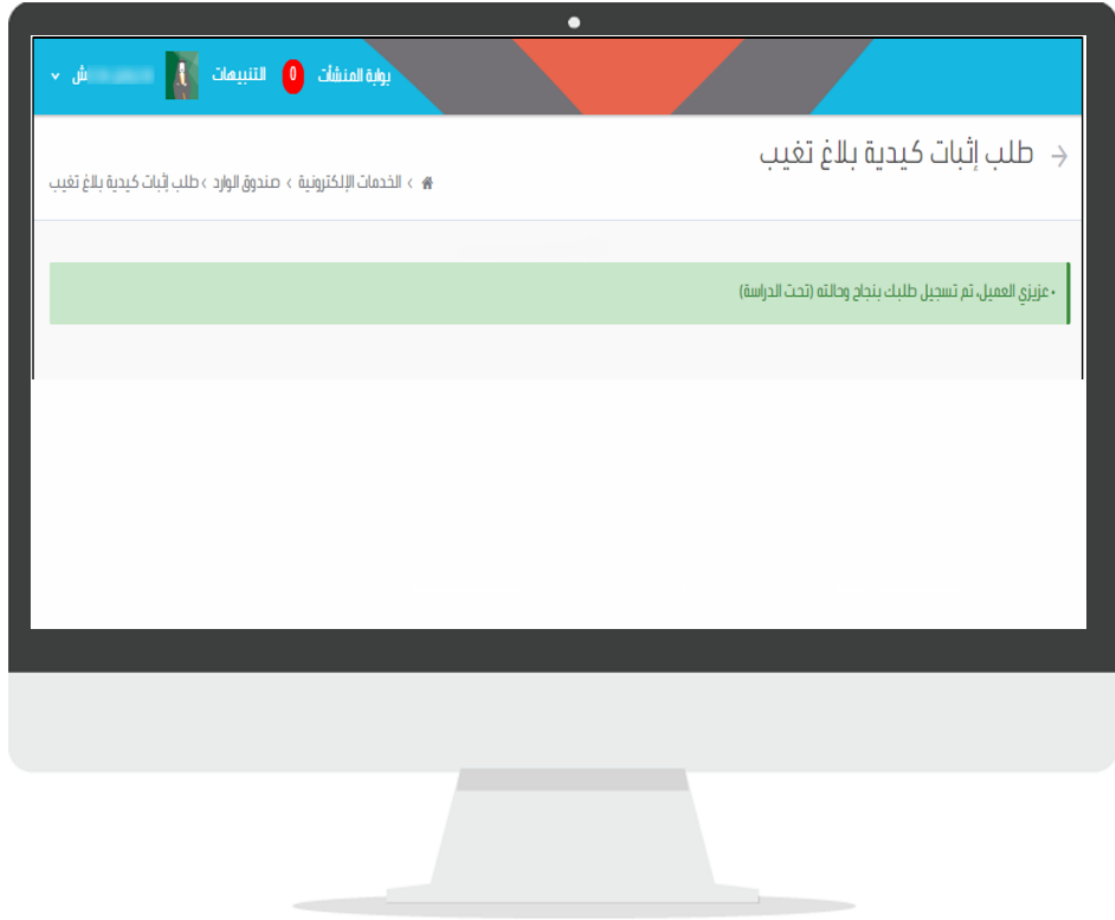 بوابة المنشأت 0 التنبيهات ش
طلب إثبات كيدية بلاغ تغيب
الخدمات الإلكترونية › صندوق الوارد › طلب إثبات كيدية بلاغ تغيب
• عزيزي العميل، تم تسجيل طلبك بنجاح وحالته (تحت الدراسة)